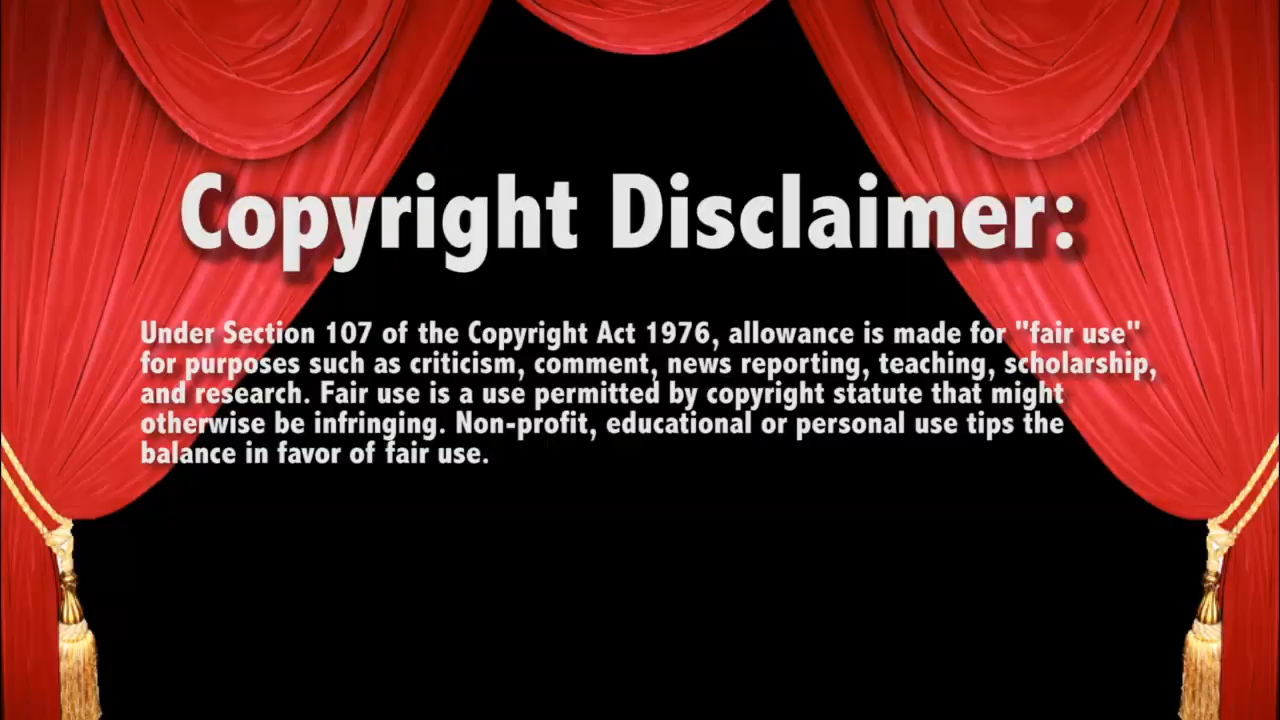 Copyright Disclaimer:
Under Section 107 of the Copyright Act 1976, allowance is made for "fair use"
for purposes such as criticism, comment, news reporting, teaching, scholarship,
and research. Fair use is a use permitted by copyright statute that might
otherwise be infringing. Non-profit, educational or personal use tips the
balance in favor of fair use.